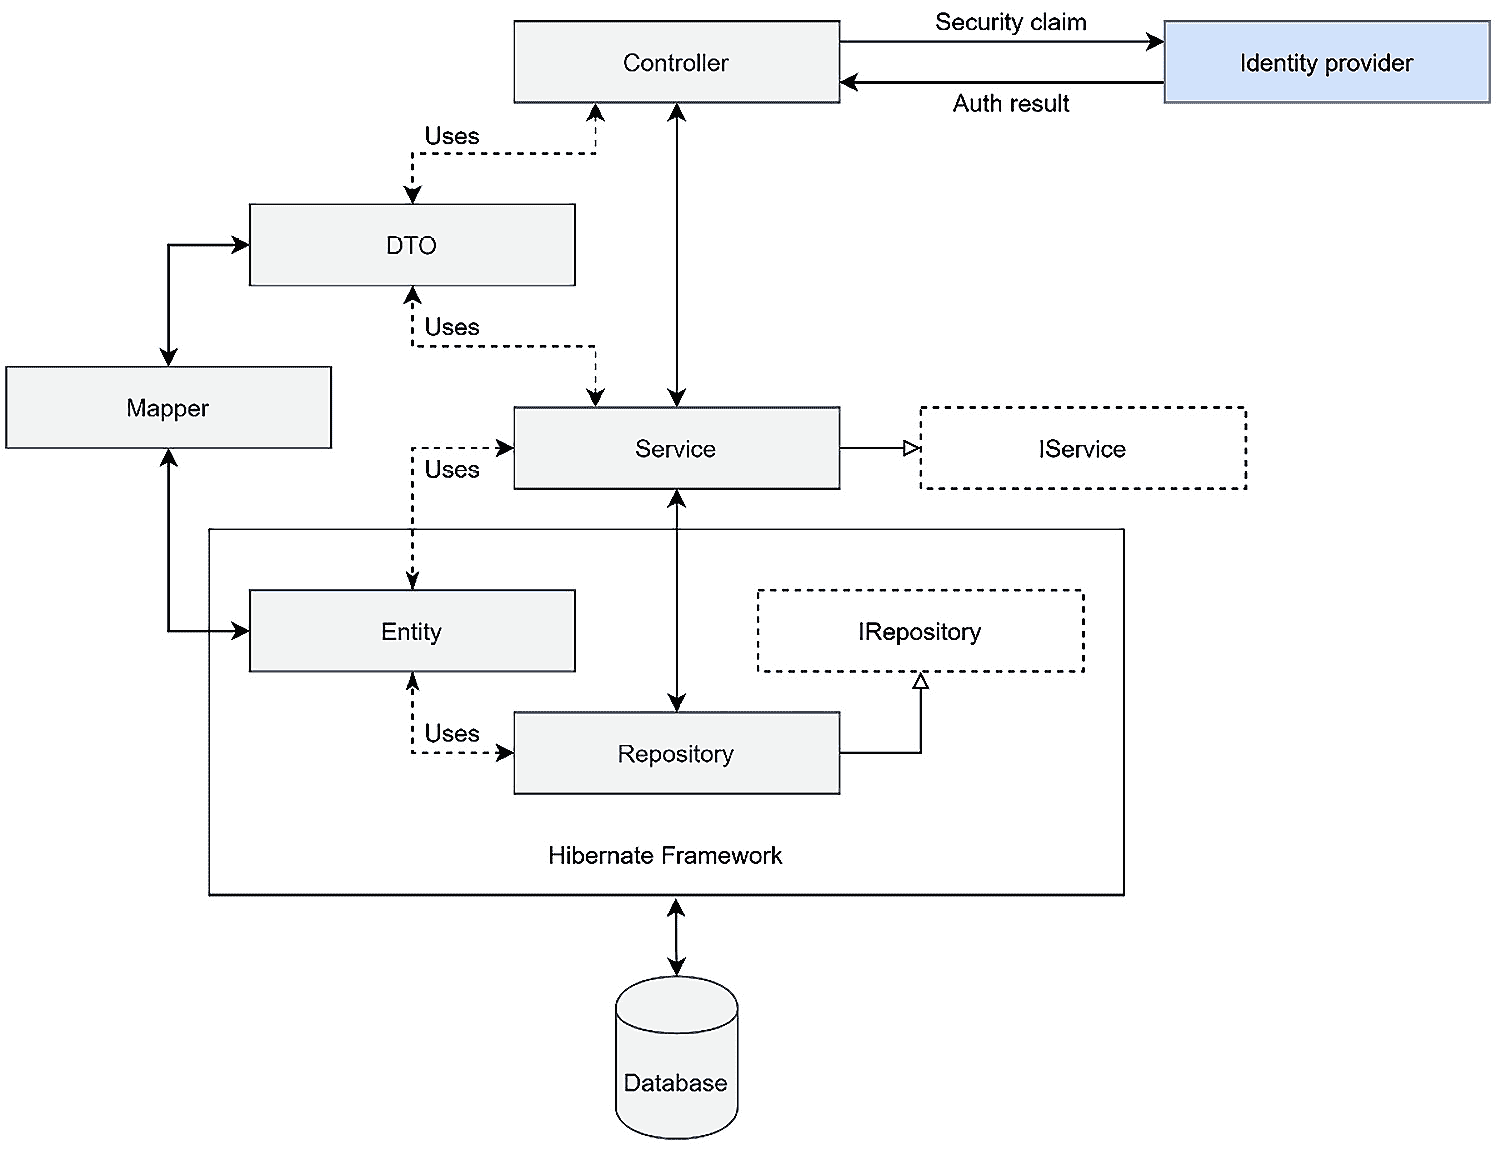 Security claim
Controller
Identity provider
Auth result
Uses
DTO
Uses
Mapper
Service
IService
Uses
Entity
IRepository
Uses
Repository
Hibernate Framework
Database